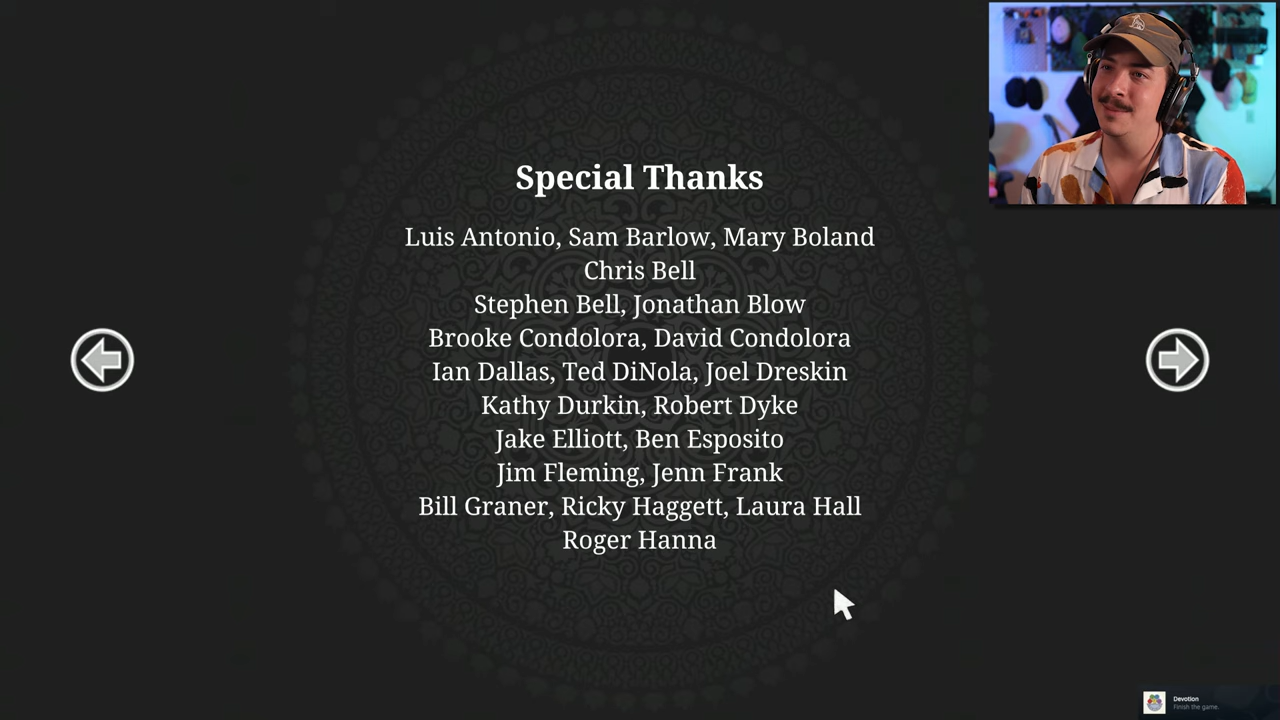 Special Thanks
Luis Antonio, Sam Barlow, Mary Boland
Chris Bell
Stephen Bell, Jonathan Blow
Brooke Condolora, David Condolora
Ian Dallas, Ted DiNola, Joel Dreskin
Kathy Durkin, Robert Dyke
Jake Elliott, Ben Esposito
Jim Fleming, Jenn Frank
Bill Graner, Ricky Haggett, Laura Hall
Roger Hanna
Devotion
Finish the game.